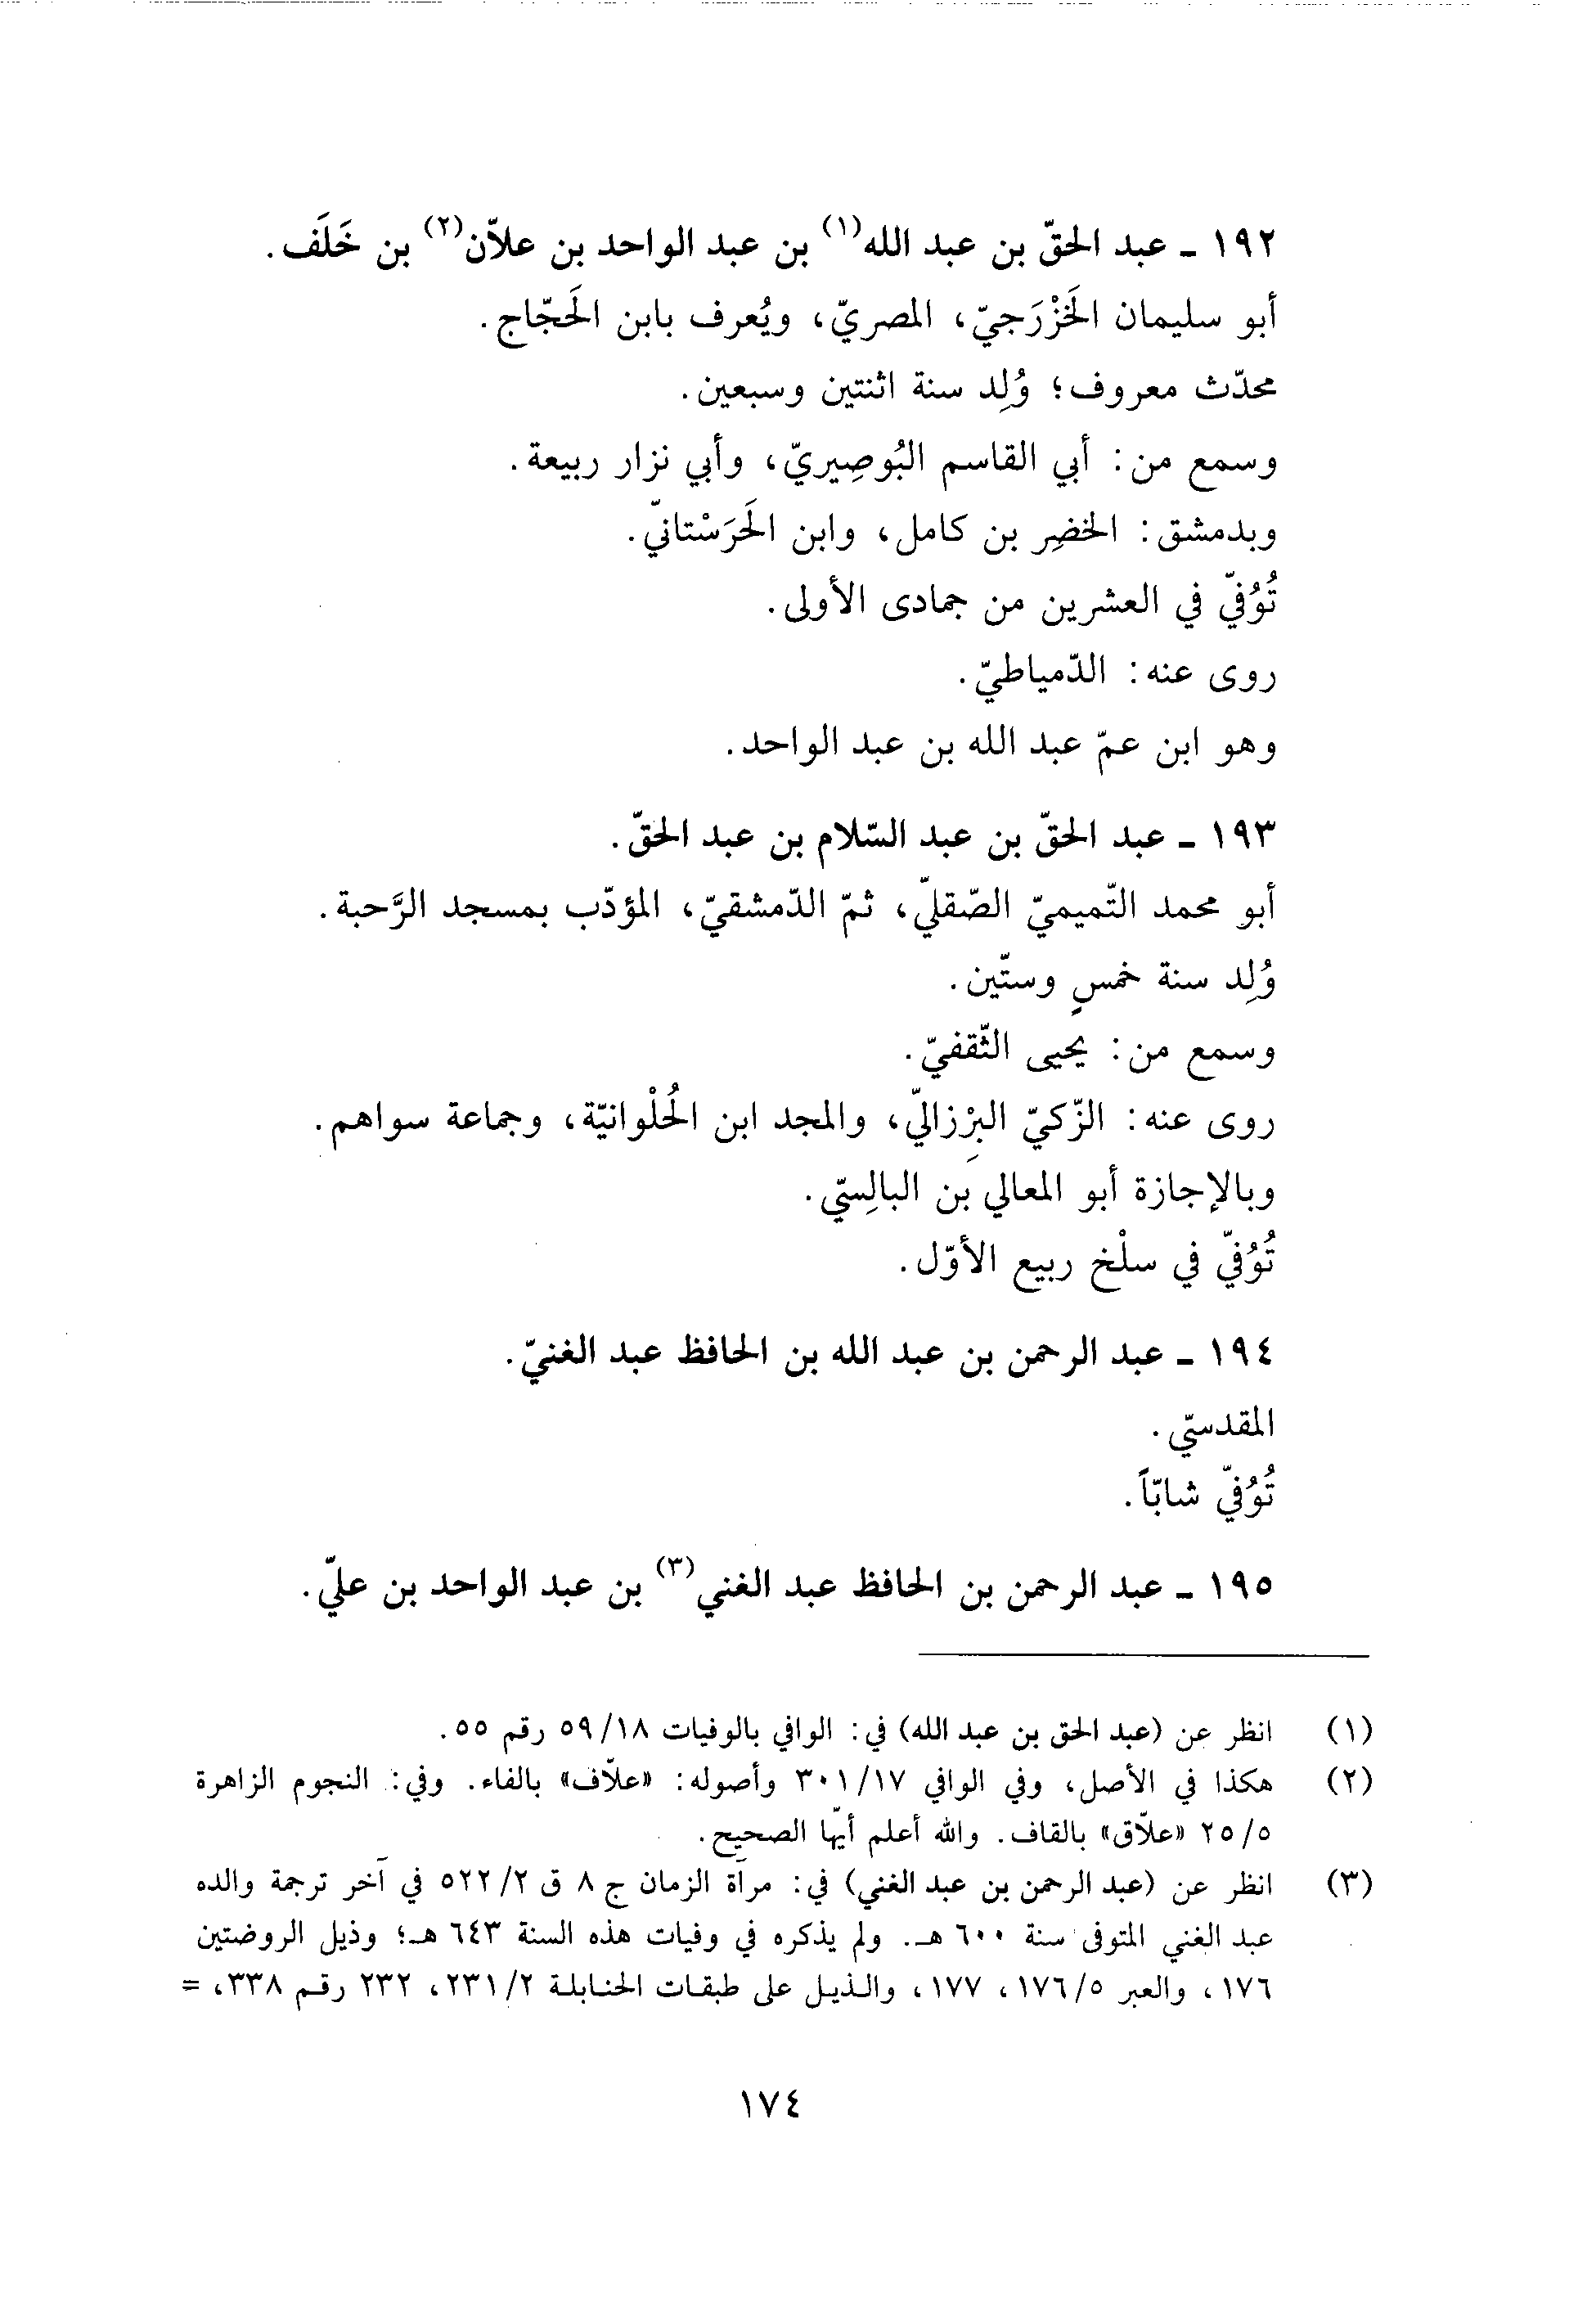 ١٩٢ ـ عبد الحقّ بن عبد الله(١) بن عبد الواحد بن علاّن(٢) بن خَلَف.
أبو سليمان الخَزْرَجيّ، المصريّ، ويُعرف بابن الحَجّاج.
محدّث معروف؛ وُلِد سنة اثنتين وسبعين.
وسمع من: أبي القاسم البُوصِيريّ، وأبي نزار ربيعة.
وبدمشق: الخضِر بن كامل، وابن الحَرَسْتانيّ.
تُوُفيّ في العشرين من جمادى الأولى.
روى عنه: الدّمياطيّ.
وهو ابن عمّ عبد الله بن عبد الواحد.
١٩٣ ـ عبد الحقّ بن عبد السّلام بن عبد الحقّ.
أبو محمد التّميميّ الصّقليّ، ثمّ الدّمشقيّ، المؤدّب بمسجد الرَّحبة.
وُلِد سنة خمسٍ وستّين.
وسمع من: يحيى الثّقفيّ.
روى عنه: الزّكيّ البِرْزاليّ، والمجد ابن الحُلْوانيّة، وجماعة سواهم.
وبالإجازة أبو المعالي بن البالِسيّ.
تُوُفيّ في سلْخ ربيع الأوّل.
١٩٤ ـ عبد الرحمن بن عبد الله بن الحافظ عبد الغنيّ.
المقدسيّ.
تُوُفيّ شابّاً.
١٩٥ ـ عبد الرحمن بن الحافظ عبد الغني(٣) بن عبد الواحد بن عليّ.
(١) انظر عن (عبد الحق بن عبد الله) في: الوافي بالوفيات ١٨/ ٥٩ رقم ٥٥.
(٢) هكذا في الأصل، وفي الوافي ١٧/ ٣٠١ وأصوله: «علاّف» بالفاء. وفي: النجوم الزاهرة
٥/ ٢٥ «علاّق» بالقاف. والله أعلم أيّها الصحيح.
(٣) انظر عن (عبد الرحمن بن عبد الغني) في: مرآة الزمان ج ٨ ق ٢/ ٥٢٢ في آخر ترجمة والده
عبد الغني المتوفى سنة ٦٠٠ هـ. ولم يذكره في وفيات هذه السنة ٦٤٣ هـ؛ وذيل الروضتين
١٧٦، والعبر ٥/ ١٧٦، ١٧٧، والذيل على طبقات الحنابلة ٢/ ٢٣١، ٢٣٢ رقم ٣٣٨، =
١٧٤